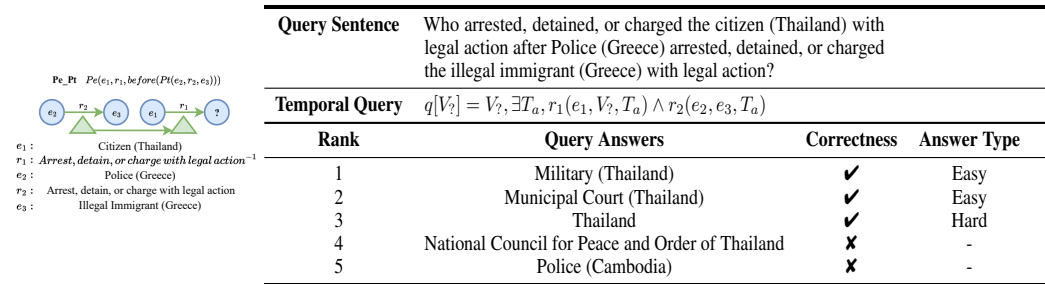 Pe_Pt Pe(e₁,r₁,before(Pt(e₂,r₂,e₃)))
e₂ r₂ e₃ e₁ r₁ ?
e₁ : Citizen (Thailand)
r₁ : Arrest, detain, or charge with legal action⁻¹
e₂ : Police (Greece)
r₂ : Arrest, detain, or charge with legal action
e₃ : Illegal Immigrant (Greece)
Query Sentence Who arrested, detained, or charged the citizen (Thailand) with
legal action after Police (Greece) arrested, detained, or charged
the illegal immigrant (Greece) with legal action?
Temporal Query q[V?] = V?, ∃Tₐ, r₁(e₁, V?, Tₐ) ∧ r₂(e₂, e₃, Tₐ)
Rank Query Answers Correctness Answer Type
1 Military (Thailand) ✔ Easy
2 Municipal Court (Thailand) ✔ Easy
3 Thailand ✔ Hard
4 National Council for Peace and Order of Thailand ✘ -
5 Police (Cambodia) ✘ -